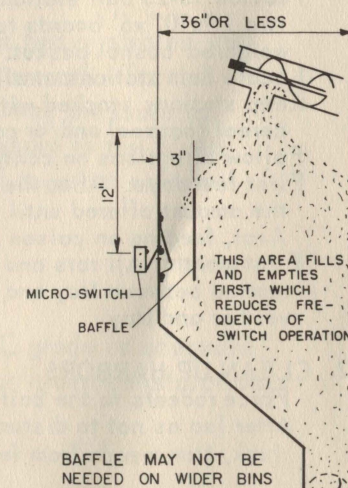 36" OR LESS
3"
12"
MICRO-SWITCH
BAFFLE
THIS AREA FILLS
AND EMPTIES
FIRST, WHICH
REDUCES FRE-
QUENCY OF
SWITCH OPERATION
BAFFLE MAY NOT BE
NEEDED ON WIDER BINS